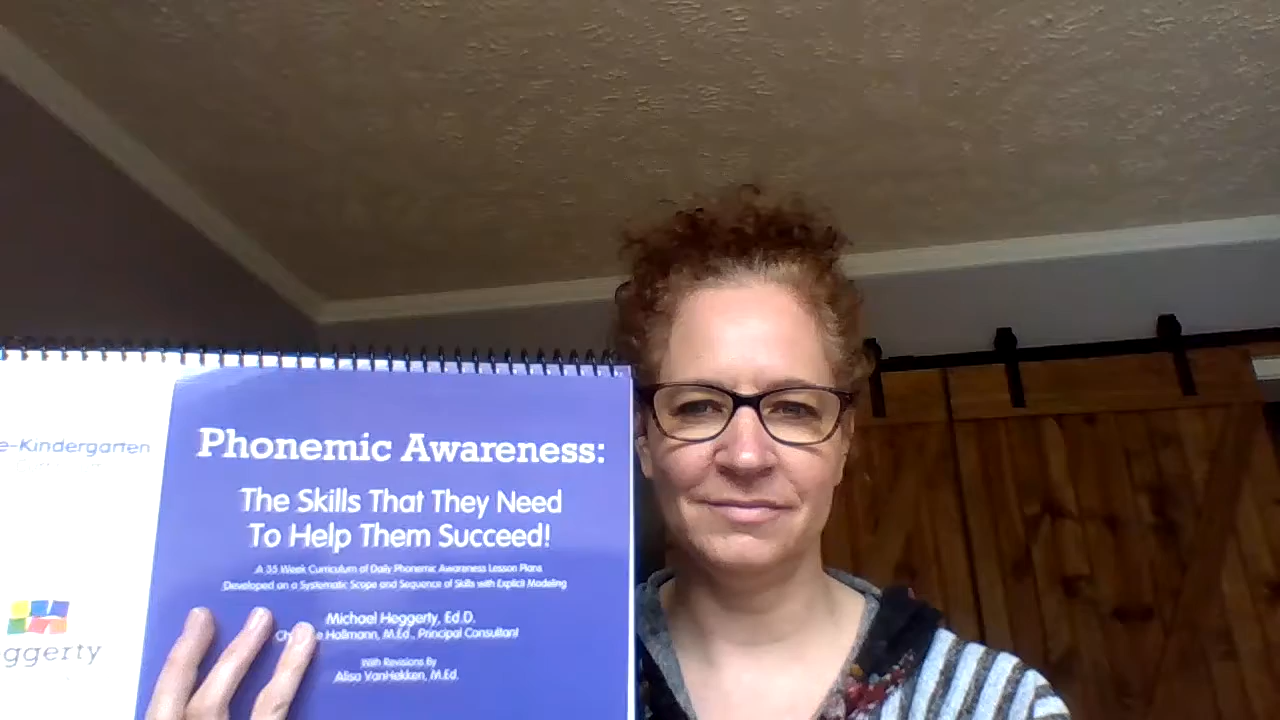 e-Kindergarten
eggerty
Phonemic Awareness:
The Skills That They Need
To Help Them Succeed!
A 35 Week Curriculum of Daily Phonemic Awareness Lesson Plans
Developed on a Systematic Scope and Sequence of Skills with Explicit Modeling
Michael Heggerty, Ed.D.
Hallmann, M.Ed., Principal Consultant
With Revisions By
Alisa VanHekken, M.Ed.